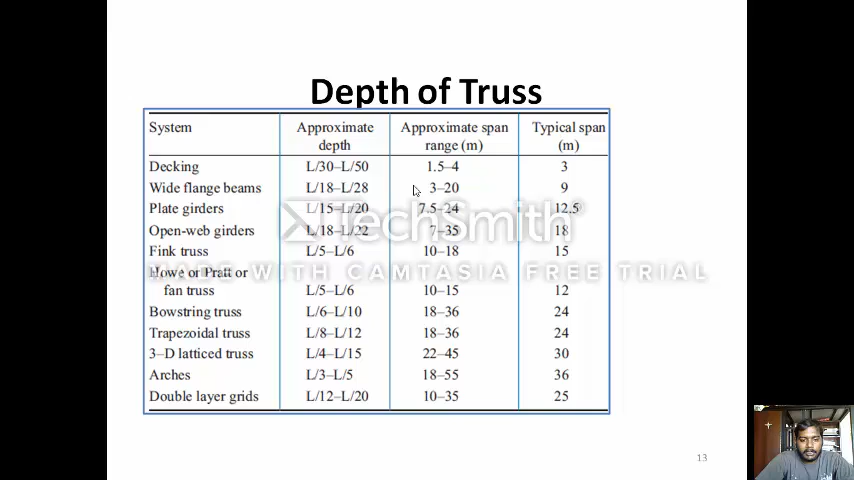 Depth of Truss
System Approximate depth Approximate span range (m) Typical span (m)
Decking L/30–L/50 1.5–4 3
Wide flange beams L/18–L/28 3–20 9
Plate girders L/15–L/20 7.5–24 12.5
Open-web girders L/18–L/22 7–35 18
Fink truss L/5–L/6 10–18 15
Howe or Pratt or
fan truss L/5–L/6 10–15 12
Bowstring truss L/6–L/10 18–36 24
Trapezoidal truss L/8–L/12 18–36 24
3–D latticed truss L/4–L/15 22–45 30
Arches L/3–L/5 18–55 36
Double layer grids L/12–L/20 10–35 25
TechSmith
MADE WITH CAMTASIA FREE TRIAL
13